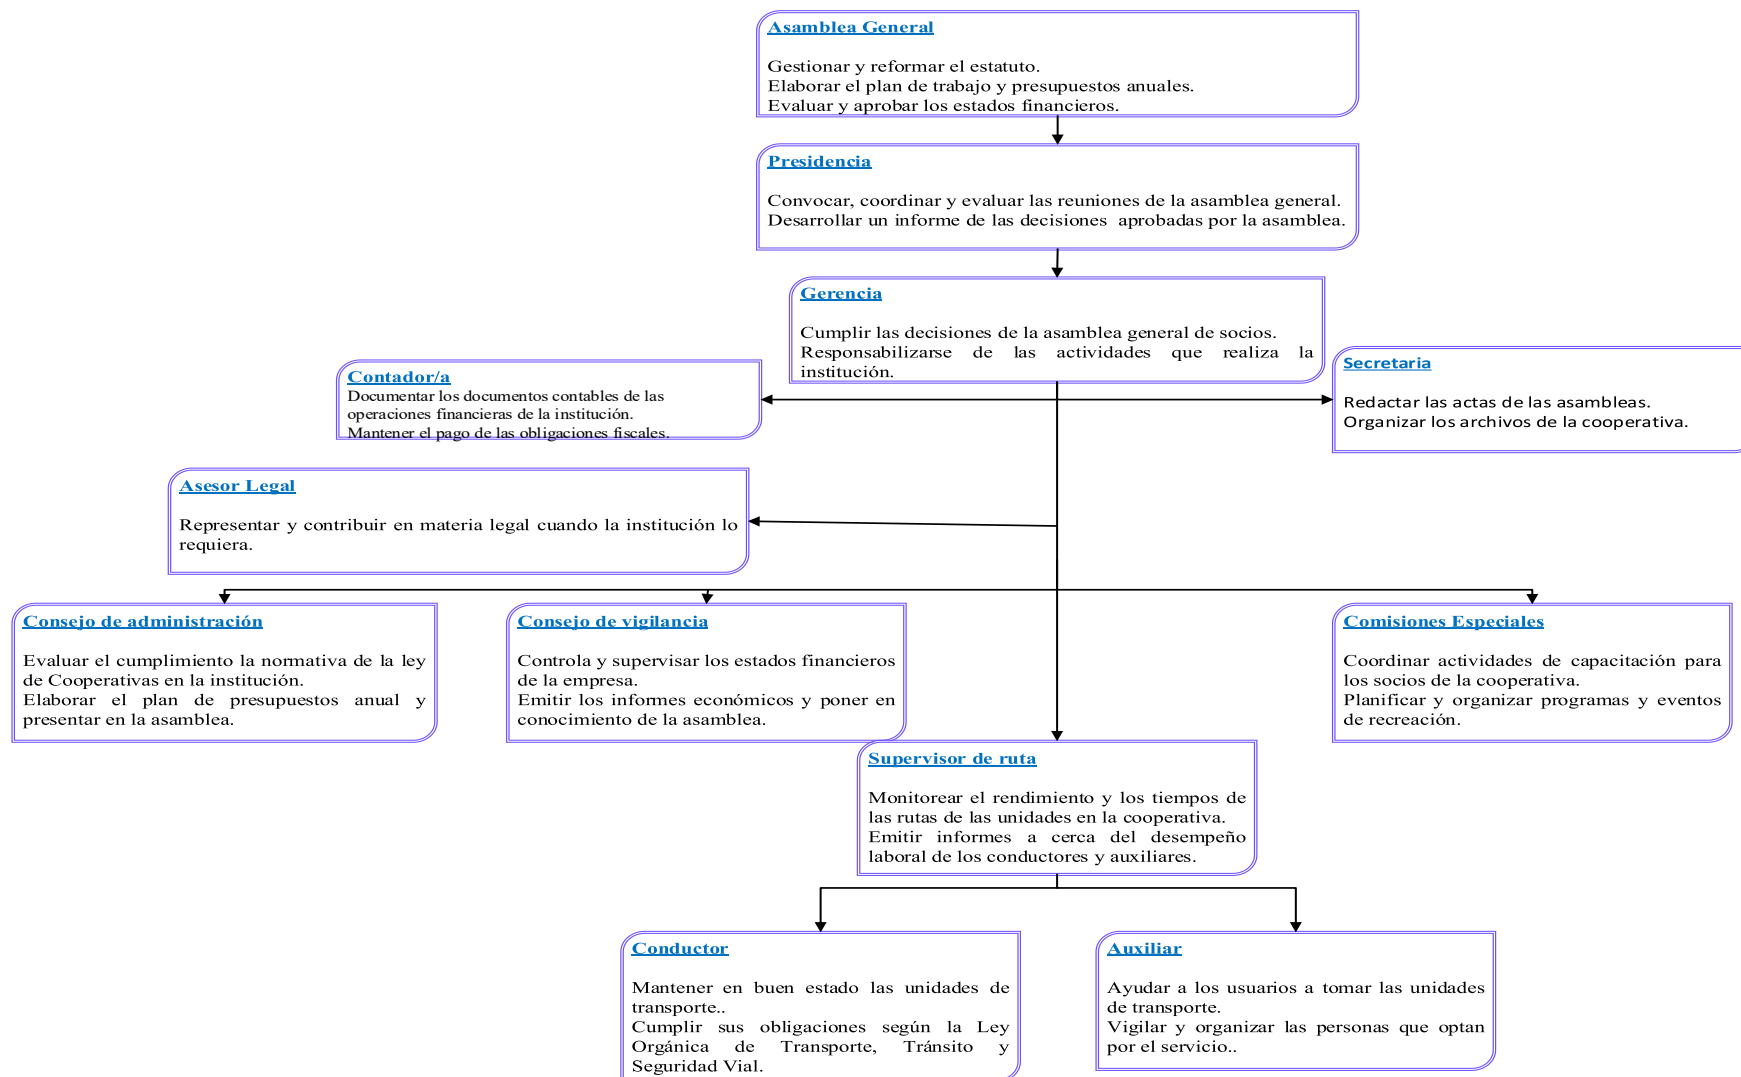 Asamblea General
Gestionar y reformar el estatuto.
Elaborar el plan de trabajo y presupuestos anuales.
Evaluar y aprobar los estados financieros.
Presidencia
Convocar, coordinar y evaluar las reuniones de la asamblea general.
Desarrollar un informe de las decisiones  aprobadas por la asamblea.
Gerencia
Cumplir las decisiones de la asamblea general de socios.
Responsabilizarse de las actividades que realiza la
institución.
Contador/a
Documentar los documentos contables de las
operaciones financieras de la institución.
Mantener el pago de las obligaciones fiscales.
Secretaria
Redactar las actas de las asambleas.
Organizar los archivos de la cooperativa.
Asesor Legal
Representar y contribuir en materia legal cuando la institución lo
requiera.
Consejo de administración
Evaluar el cumplimiento la normativa de la ley
de Cooperativas en la institución.
Elaborar el plan de presupuestos anual y
presentar en la asamblea.
Consejo de vigilancia
Controla y supervisar los estados financieros
de la empresa.
Emitir los informes económicos y poner en
conocimiento de la asamblea.
Comisiones Especiales
Coordinar actividades de capacitación para
los socios de la cooperativa.
Planificar y organizar programas y eventos
de recreación.
Supervisor de ruta
Monitorear el rendimiento y los tiempos de
las rutas de las unidades en la cooperativa.
Emitir informes a cerca del desempeño
laboral de los conductores y auxiliares.
Conductor
Mantener en buen estado las unidades de
transporte..
Cumplir sus obligaciones según la Ley
Orgánica de Transporte, Tránsito y
Seguridad Vial.
Auxiliar
Ayudar a los usuarios a tomar las unidades
de transporte.
Vigilar y organizar las personas que optan
por el servicio..